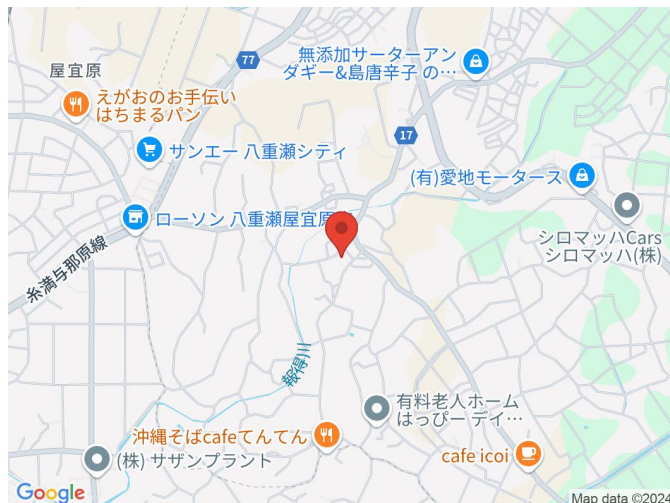 屋宜原
77
無添加サーターアン
ダギー&島唐辛子 の…
えがおのお手伝い
はちまるパン
17
サンエー 八重瀬シティ
(有)愛地モータース
ローソン 八重瀬屋宜原
シロマッハCars
シロマッハ(株)
糸満与那原線
報得川
有料老人ホーム
はっぴー デイ…
沖縄そばcafeてんてん
cafe icoi
(株) サザンプラント
Google
Map data ©2024